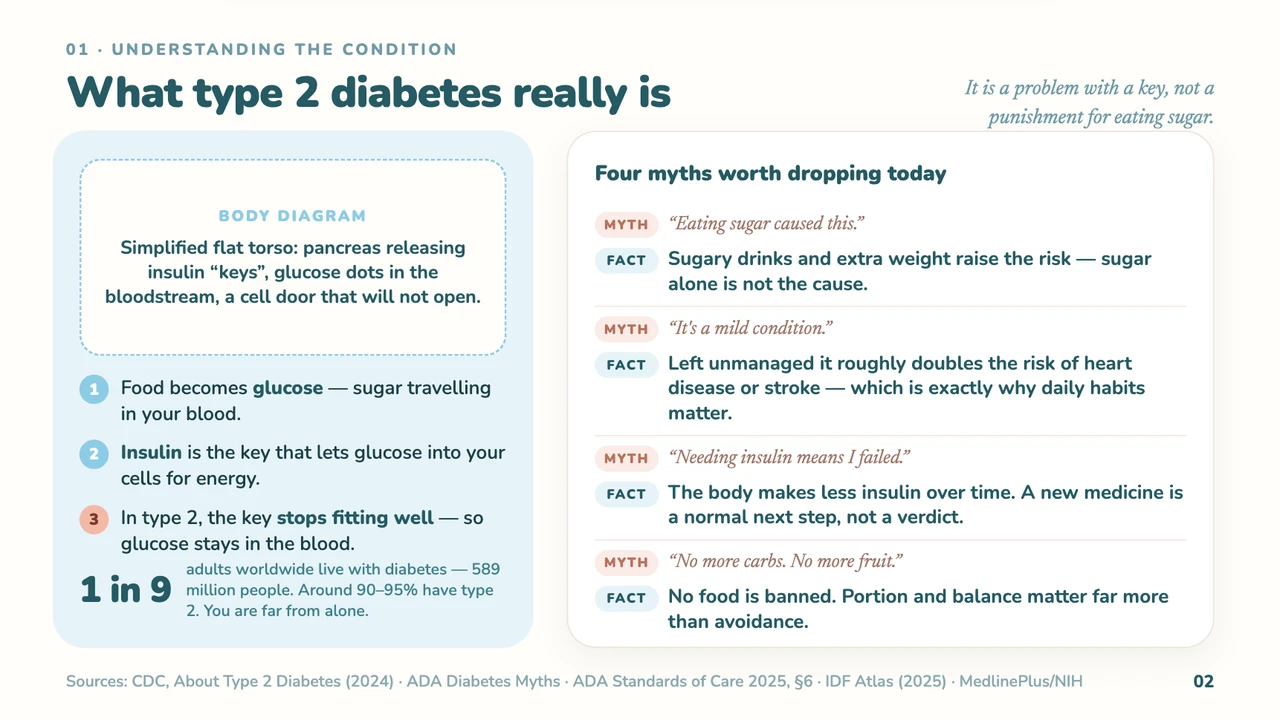 01 · UNDERSTANDING THE CONDITION
What type 2 diabetes really is
It is a problem with a key, not a
punishment for eating sugar.
BODY DIAGRAM
Simplified flat torso: pancreas releasing
insulin “keys”, glucose dots in the
bloodstream, a cell door that will not open.
1 Food becomes glucose — sugar travelling
in your blood.
2 Insulin is the key that lets glucose into your
cells for energy.
3 In type 2, the key stops fitting well — so
glucose stays in the blood.
1 in 9
adults worldwide live with diabetes — 589
million people. Around 90–95% have type
2. You are far from alone.
Four myths worth dropping today
MYTH “Eating sugar caused this.”
FACT Sugary drinks and extra weight raise the risk — sugar
alone is not the cause.
MYTH “It's a mild condition.”
FACT Left unmanaged it roughly doubles the risk of heart
disease or stroke — which is exactly why daily habits
matter.
MYTH “Needing insulin means I failed.”
FACT The body makes less insulin over time. A new medicine is
a normal next step, not a verdict.
MYTH “No more carbs. No more fruit.”
FACT No food is banned. Portion and balance matter far more
than avoidance.
Sources: CDC, About Type 2 Diabetes (2024) · ADA Diabetes Myths · ADA Standards of Care 2025, §6 · IDF Atlas (2025) · MedlinePlus/NIH
02